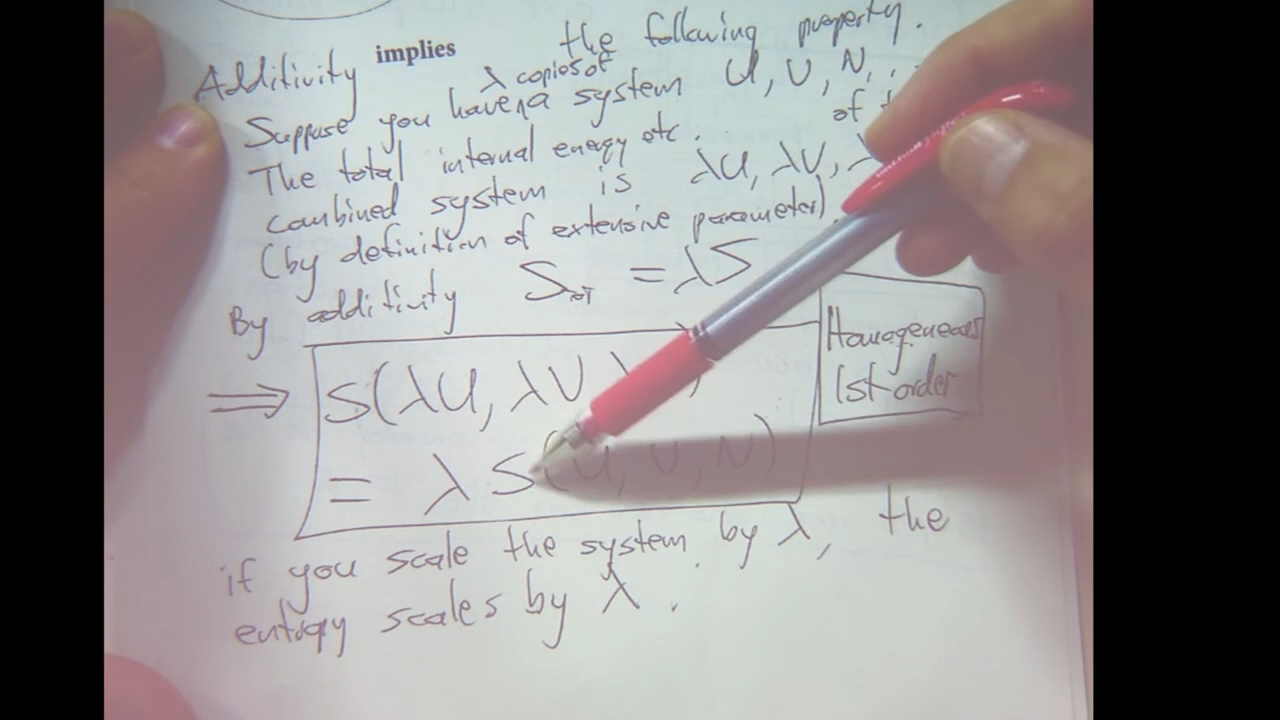 Additivity implies the following property.
Suppose you have a λ copies of system U, V, N, . .
The total internal energy etc. of
combined system is λU, λV, λ
(by definition of extensive parameter).
By additivity Stot = λS
⟹ S(λU, λV, λ )
= λ S(U, V, N)
Homogeneous
1st order
if you scale the system by λ, the
entropy scales by λ.